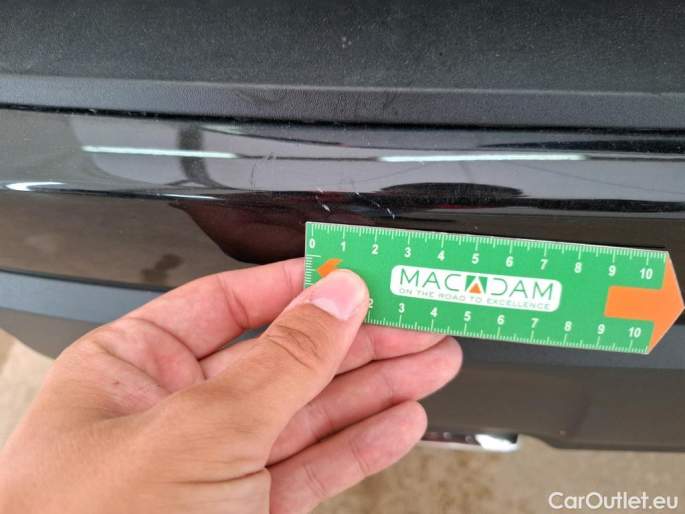 0 1 2 3 4 5 6 7 8 9 10
MACADAM
ON THE ROAD TO EXCELLENCE
2 3 4 5 6 7 8 9 10
CarOutlet.eu